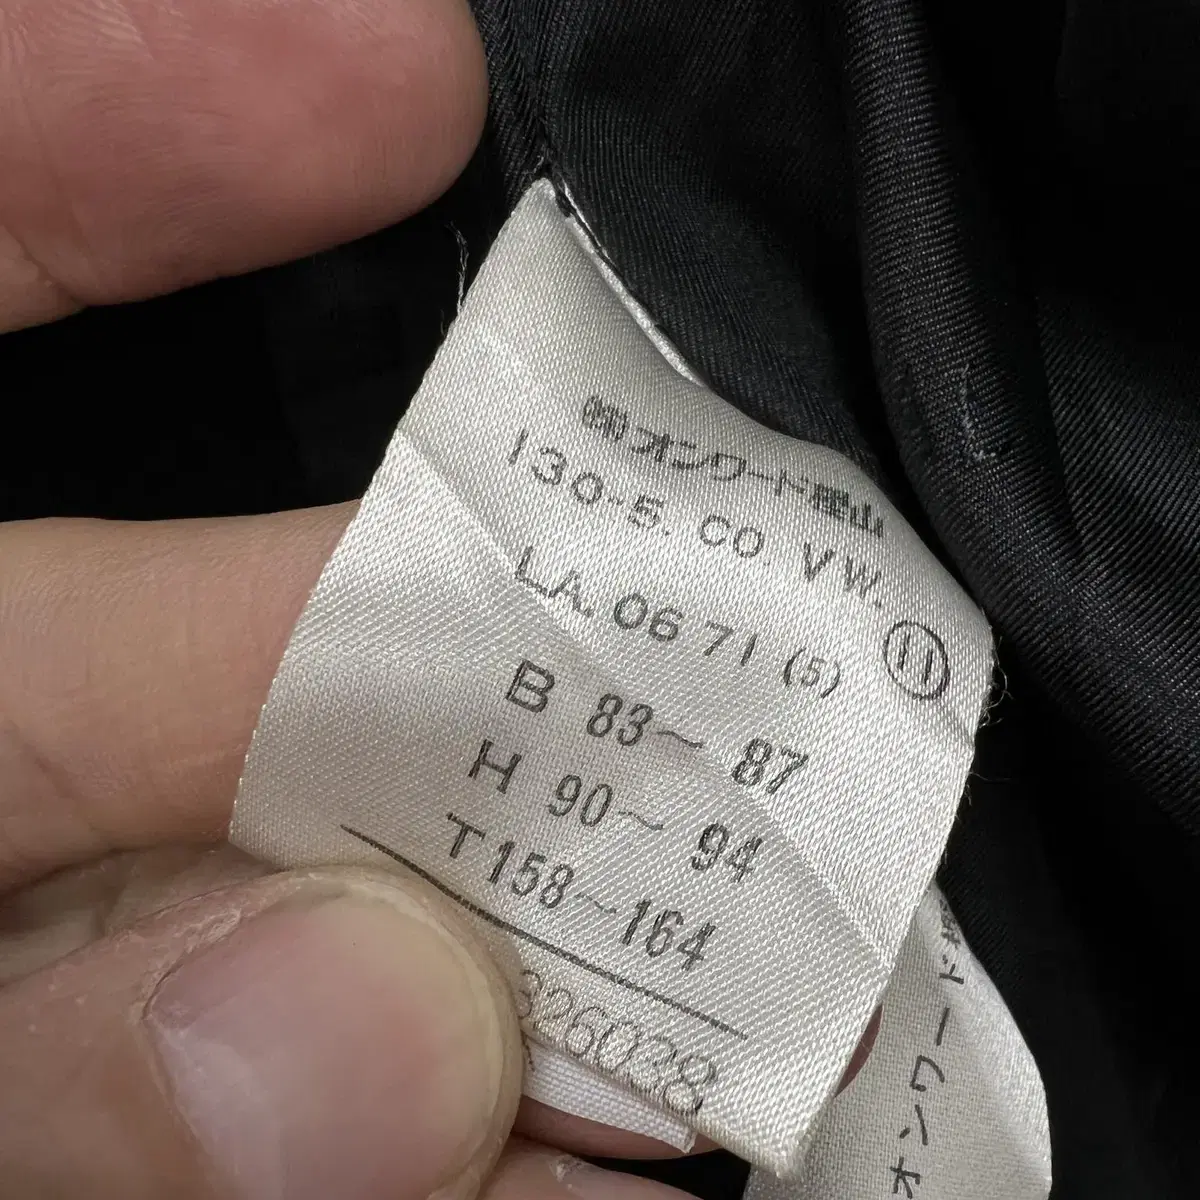 ㈱オンワード樫山
130-5. CO. VW.
LA. 0671 (5) ⑪
B 83~ 87
H 90~ 94
T158~164
326038
オンワード